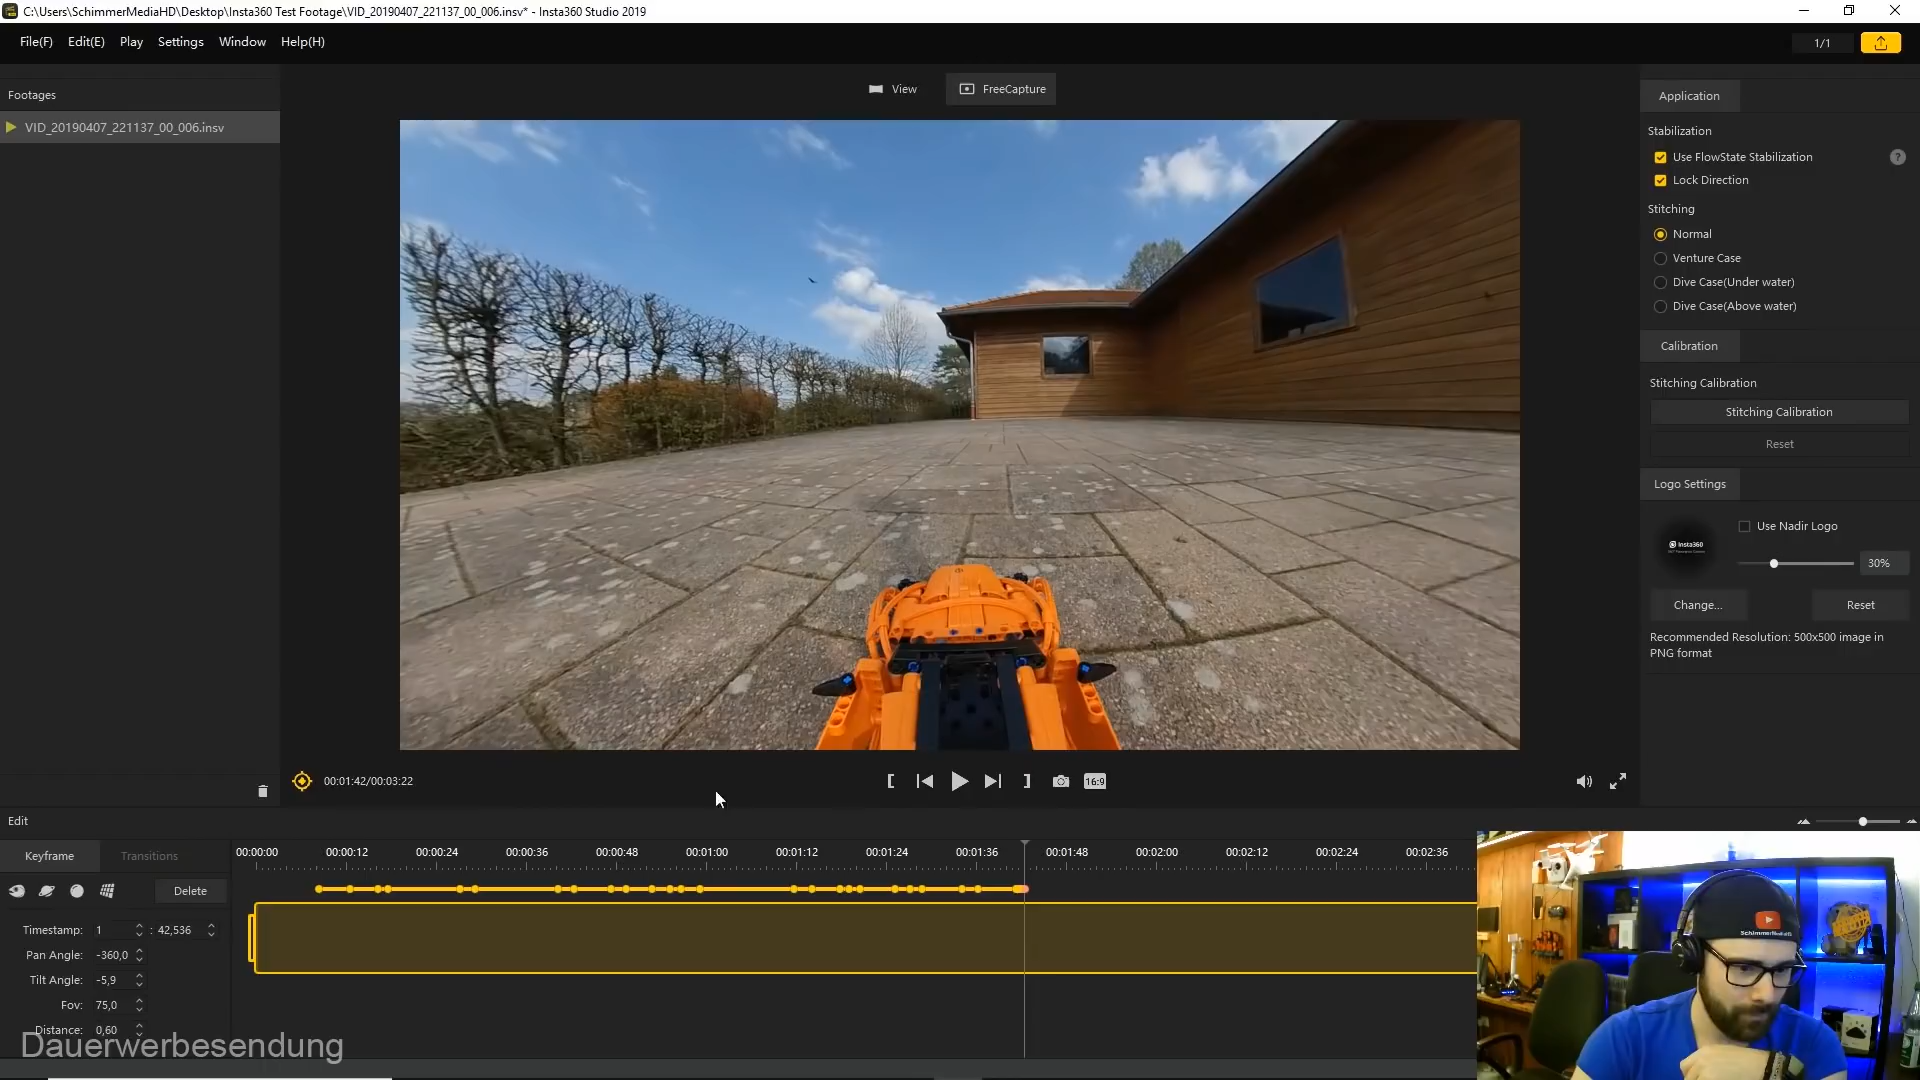 C:\Users\SchimmerMediaHD\Desktop\Insta360 Test Footage\VID_20190407_221137_00_006.insv* - Insta360 Studio 2019
File(F) Edit(E) Play Settings Window Help(H)
1/1
Footages
VID_20190407_221137_00_006.insv
View FreeCapture
Application
Stabilization
Use FlowState Stabilization ?
Lock Direction
Stitching
Normal
Venture Case
Dive Case(Under water)
Dive Case(Above water)
Calibration
Stitching Calibration
Stitching Calibration
Reset
Logo Settings
Use Nadir Logo
Insta360
30%
Change... Reset
Recommended Resolution: 500x500 image in
PNG format
00:01:42/00:03:22
16:9
Edit
Keyframe Transitions
00:00:00 00:00:12 00:00:24 00:00:36 00:00:48 00:01:00 00:01:12 00:01:24 00:01:36 00:01:48 00:02:00 00:02:12 00:02:24 00:02:36
Delete
Timestamp: 1 : 42,536
Pan Angle: -360,0
Tilt Angle: -5,9
Fov: 75,0
Distance: 0,60
Dauerwerbesendung